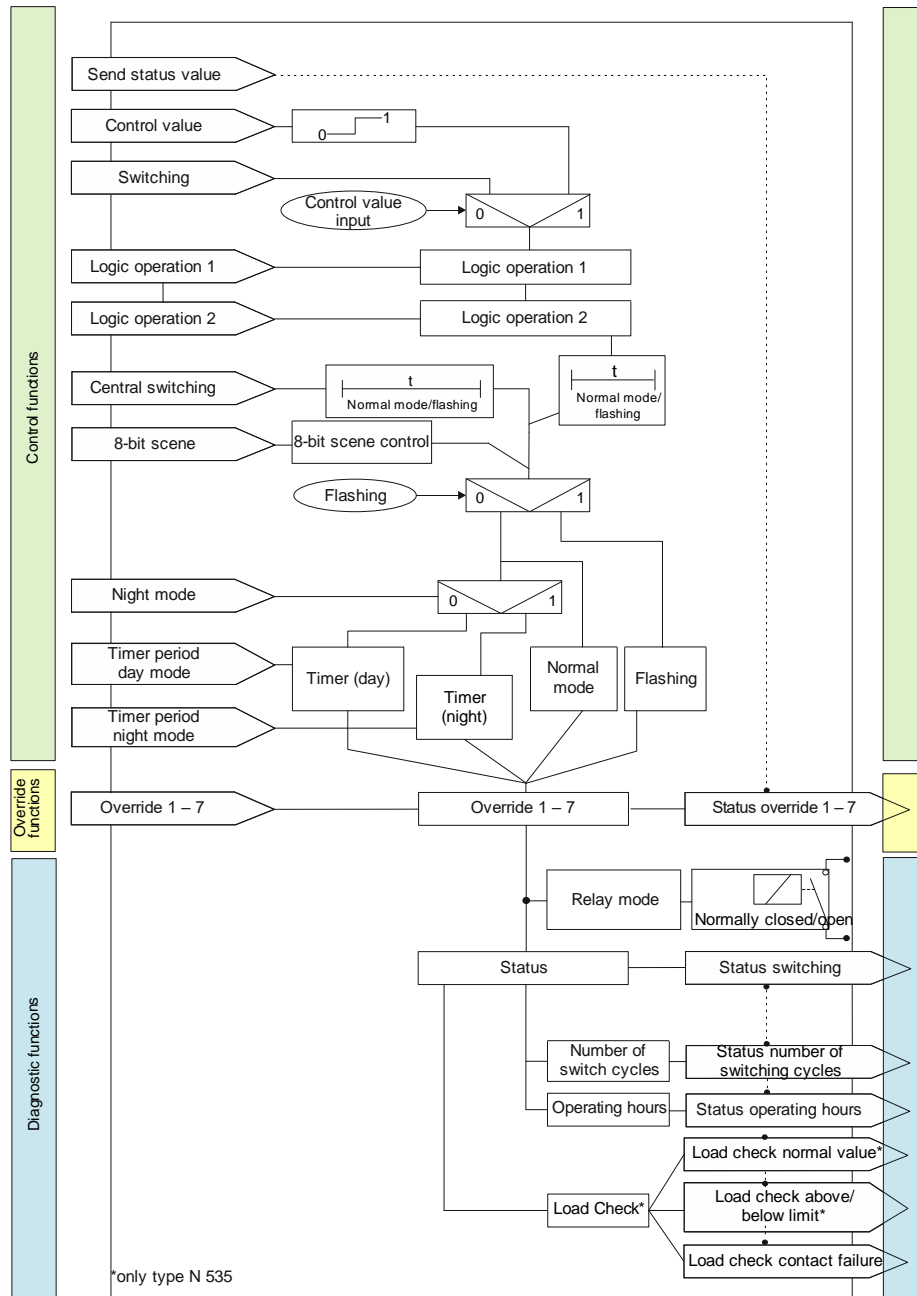 Control functions
Send status value
Control value
0
1
Switching
Control value
input
0
1
Logic operation 1
Logic operation 1
Logic operation 2
Logic operation 2
t
Normal mode/
flashing
Central switching
t
Normal mode/flashing
8-bit scene
8-bit scene control
Flashing
0
1
Night mode
0
1
Timer period
day mode
Timer (day)
Timer
(night)
Normal
mode
Flashing
Timer period
night mode
Override
functions
Override 1 – 7
Override 1 – 7
Status override 1 – 7
Diagnostic functions
Relay mode
Normally closed/open
Status
Status switching
Number of
switch cycles
Status number of
switching cycles
Operating hours
Status operating hours
Load check normal value*
Load Check*
Load check above/
below limit*
Load check contact failure
*only type N 535